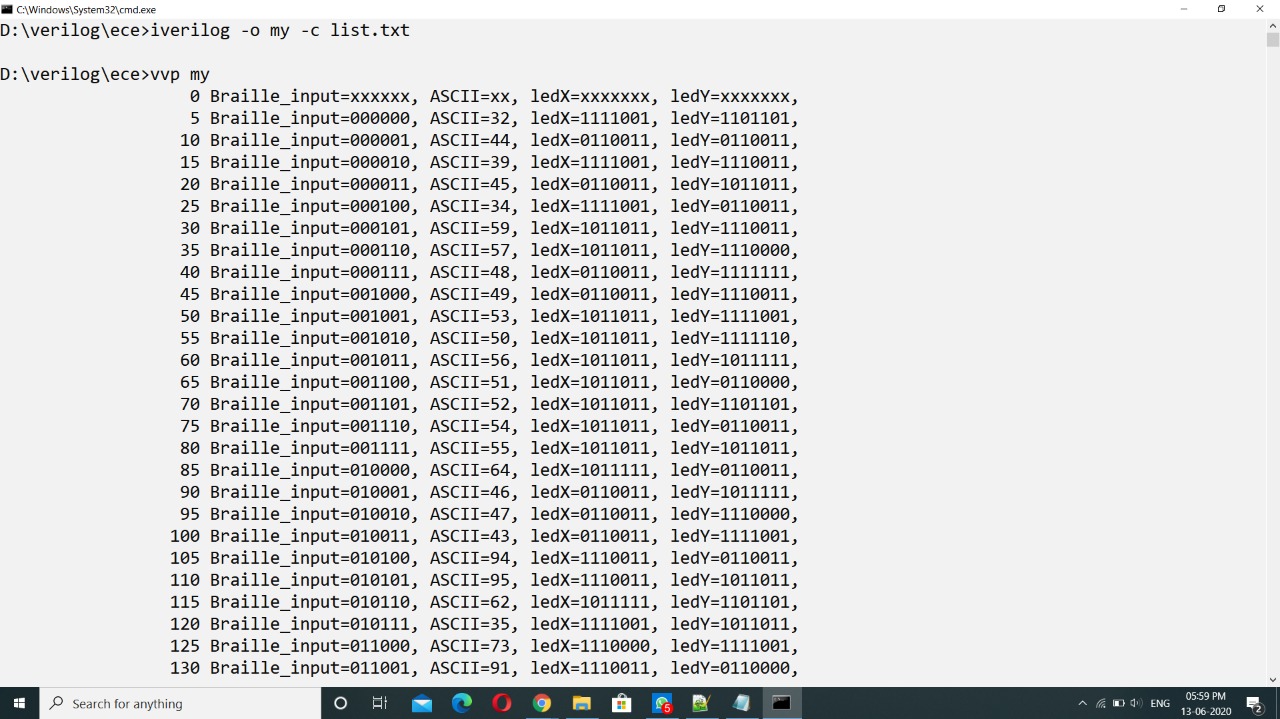 C:\Windows\System32\cmd.exe
D:\verilog\ece>iverilog -o my -c list.txt
D:\verilog\ece>vvp my
0 Braille_input=xxxxxx, ASCII=xx, ledX=xxxxxxx, ledY=xxxxxxx,
5 Braille_input=000000, ASCII=32, ledX=1111001, ledY=1101101,
10 Braille_input=000001, ASCII=44, ledX=0110011, ledY=0110011,
15 Braille_input=000010, ASCII=39, ledX=1111001, ledY=1110011,
20 Braille_input=000011, ASCII=45, ledX=0110011, ledY=1011011,
25 Braille_input=000100, ASCII=34, ledX=1111001, ledY=0110011,
30 Braille_input=000101, ASCII=59, ledX=1011011, ledY=1110011,
35 Braille_input=000110, ASCII=57, ledX=1011011, ledY=1110000,
40 Braille_input=000111, ASCII=48, ledX=0110011, ledY=1111111,
45 Braille_input=001000, ASCII=49, ledX=0110011, ledY=1110011,
50 Braille_input=001001, ASCII=53, ledX=1011011, ledY=1111001,
55 Braille_input=001010, ASCII=50, ledX=1011011, ledY=1111110,
60 Braille_input=001011, ASCII=56, ledX=1011011, ledY=1011111,
65 Braille_input=001100, ASCII=51, ledX=1011011, ledY=0110000,
70 Braille_input=001101, ASCII=52, ledX=1011011, ledY=1101101,
75 Braille_input=001110, ASCII=54, ledX=1011011, ledY=0110011,
80 Braille_input=001111, ASCII=55, ledX=1011011, ledY=1011011,
85 Braille_input=010000, ASCII=64, ledX=1011111, ledY=0110011,
90 Braille_input=010001, ASCII=46, ledX=0110011, ledY=1011111,
95 Braille_input=010010, ASCII=47, ledX=0110011, ledY=1110000,
100 Braille_input=010011, ASCII=43, ledX=0110011, ledY=1111001,
105 Braille_input=010100, ASCII=94, ledX=1110011, ledY=0110011,
110 Braille_input=010101, ASCII=95, ledX=1110011, ledY=1011011,
115 Braille_input=010110, ASCII=62, ledX=1011111, ledY=1101101,
120 Braille_input=010111, ASCII=35, ledX=1111001, ledY=1011011,
125 Braille_input=011000, ASCII=73, ledX=1110000, ledY=1111001,
130 Braille_input=011001, ASCII=91, ledX=1110011, ledY=0110000,
Search for anything
5
ENG
05:59 PM
13-06-2020
2